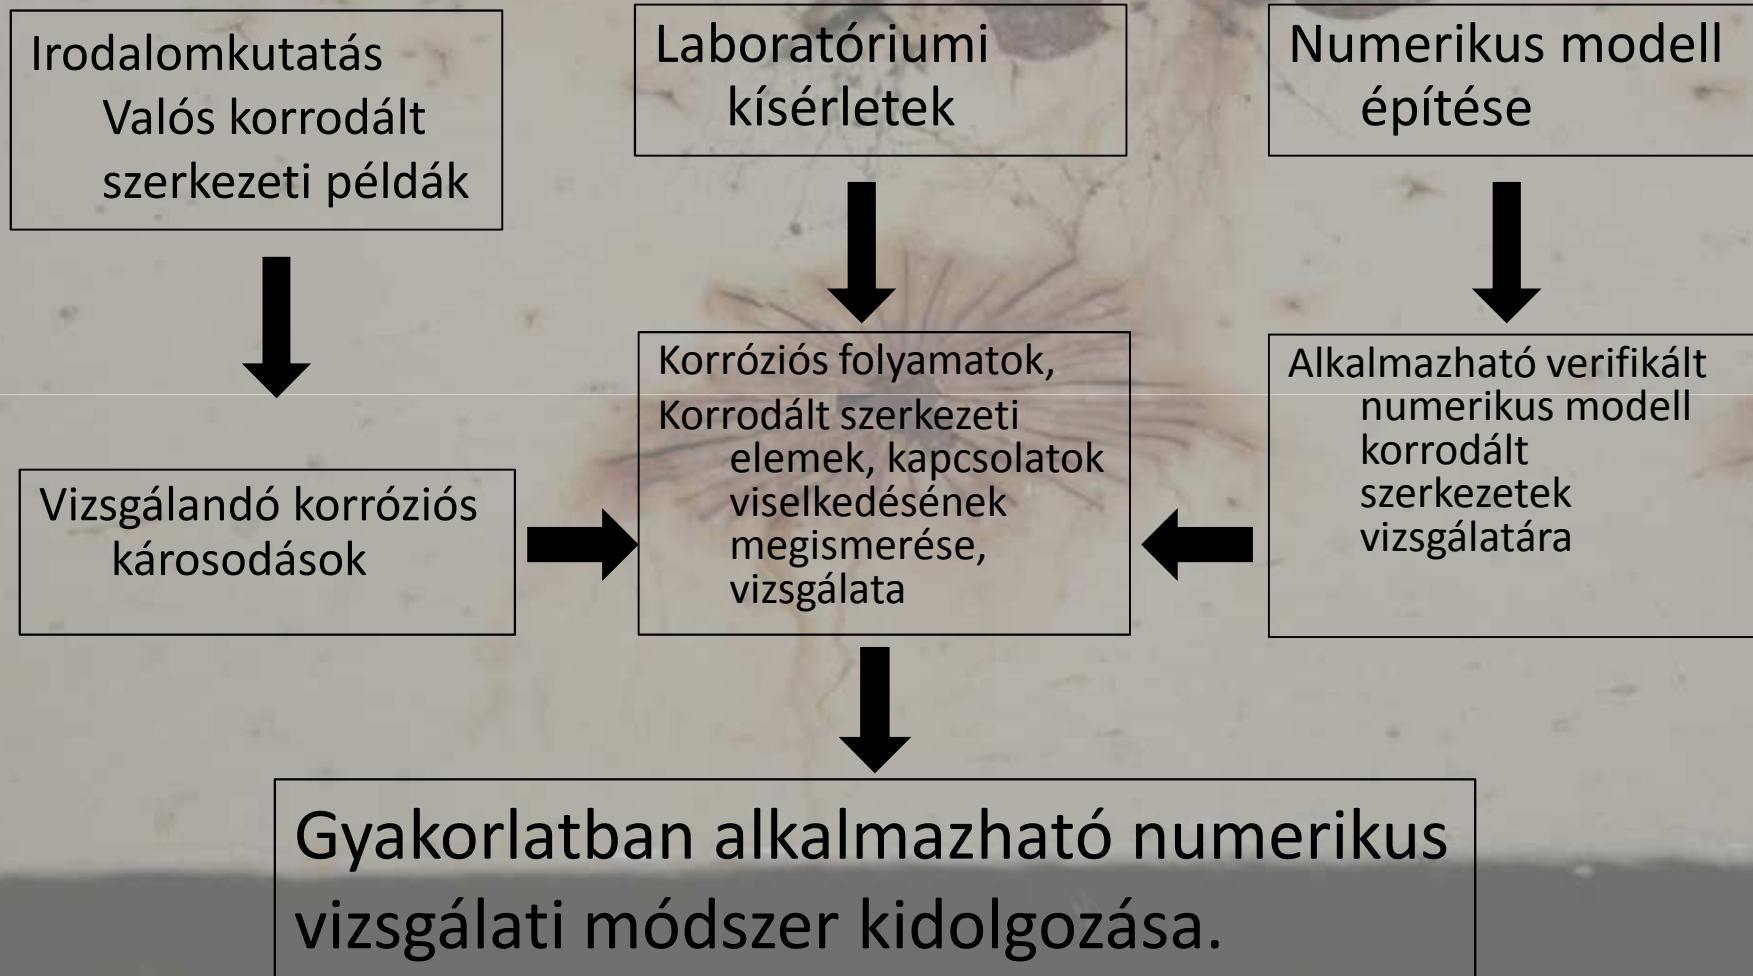 Irodalomkutatás
Valós korrodált
szerkezeti példák
Laboratóriumi
kísérletek
Numerikus modell
építése
Vizsgálandó korróziós
károsodások
Korróziós folyamatok,
Korrodált szerkezeti
elemek, kapcsolatok
viselkedésének
megismerése,
vizsgálata
Alkalmazható verifikált
numerikus modell
korrodált
szerkezetek
vizsgálatára
Gyakorlatban alkalmazható numerikus
vizsgálati módszer kidolgozása.